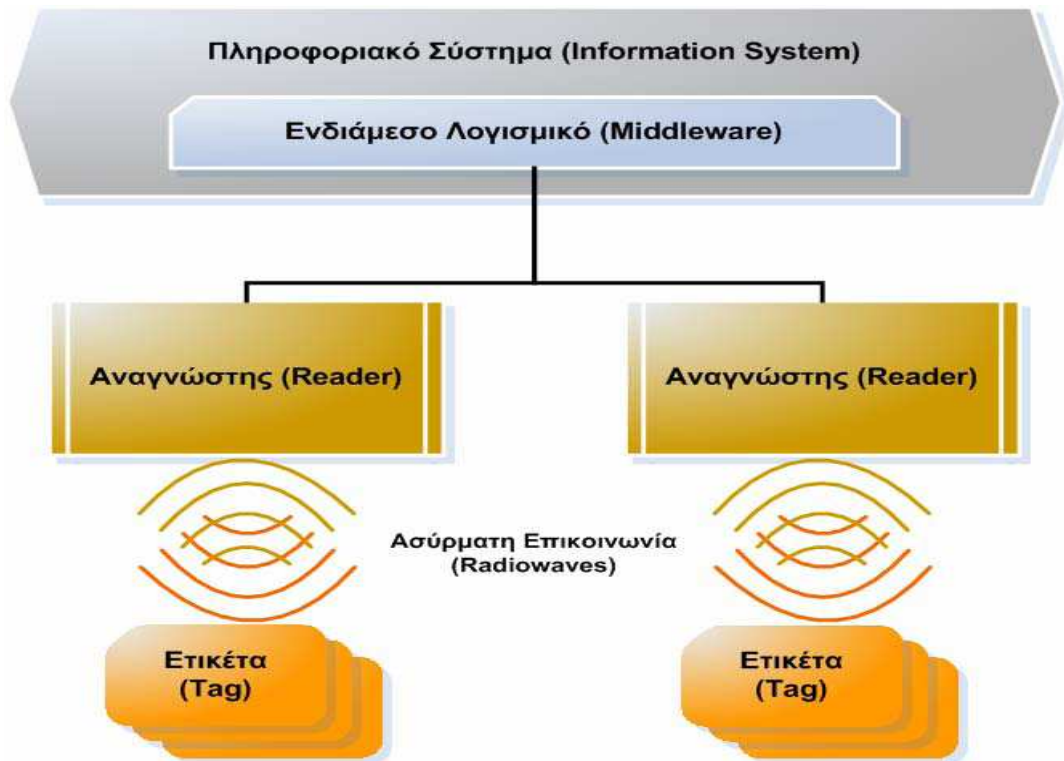 Πληροφοριακό Σύστημα (Information System)
Ενδιάμεσο Λογισμικό (Middleware)
Αναγνώστης (Reader)
Αναγνώστης (Reader)
Ασύρματη Επικοινωνία
(Radiowaves)
Ετικέτα
(Tag)
Ετικέτα
(Tag)